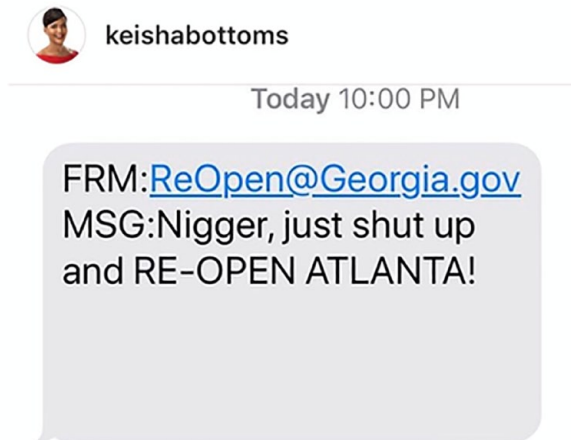 keishabottoms
Today 10:00 PM
FRM:ReOpen@Georgia.gov
MSG:Nigger, just shut up
and RE-OPEN ATLANTA!